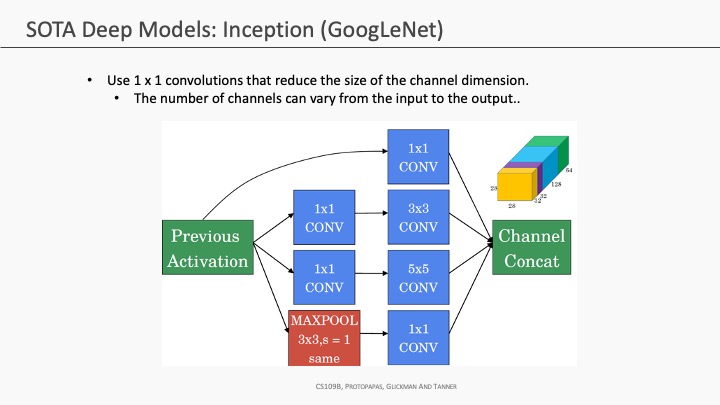 SOTA Deep Models: Inception (GoogLeNet)
• Use 1 x 1 convolutions that reduce the size of the channel dimension.
• The number of channels can vary from the input to the output..
1x1
CONV
1x1
CONV
3x3
CONV
Previous
Activation
1x1
CONV
5x5
CONV
MAXPOOL
3x3,s = 1
same
1x1
CONV
28
28
32
32
128
64
Channel
Concat
CS109B, PROTOPAPAS, GLICKMAN AND TANNER